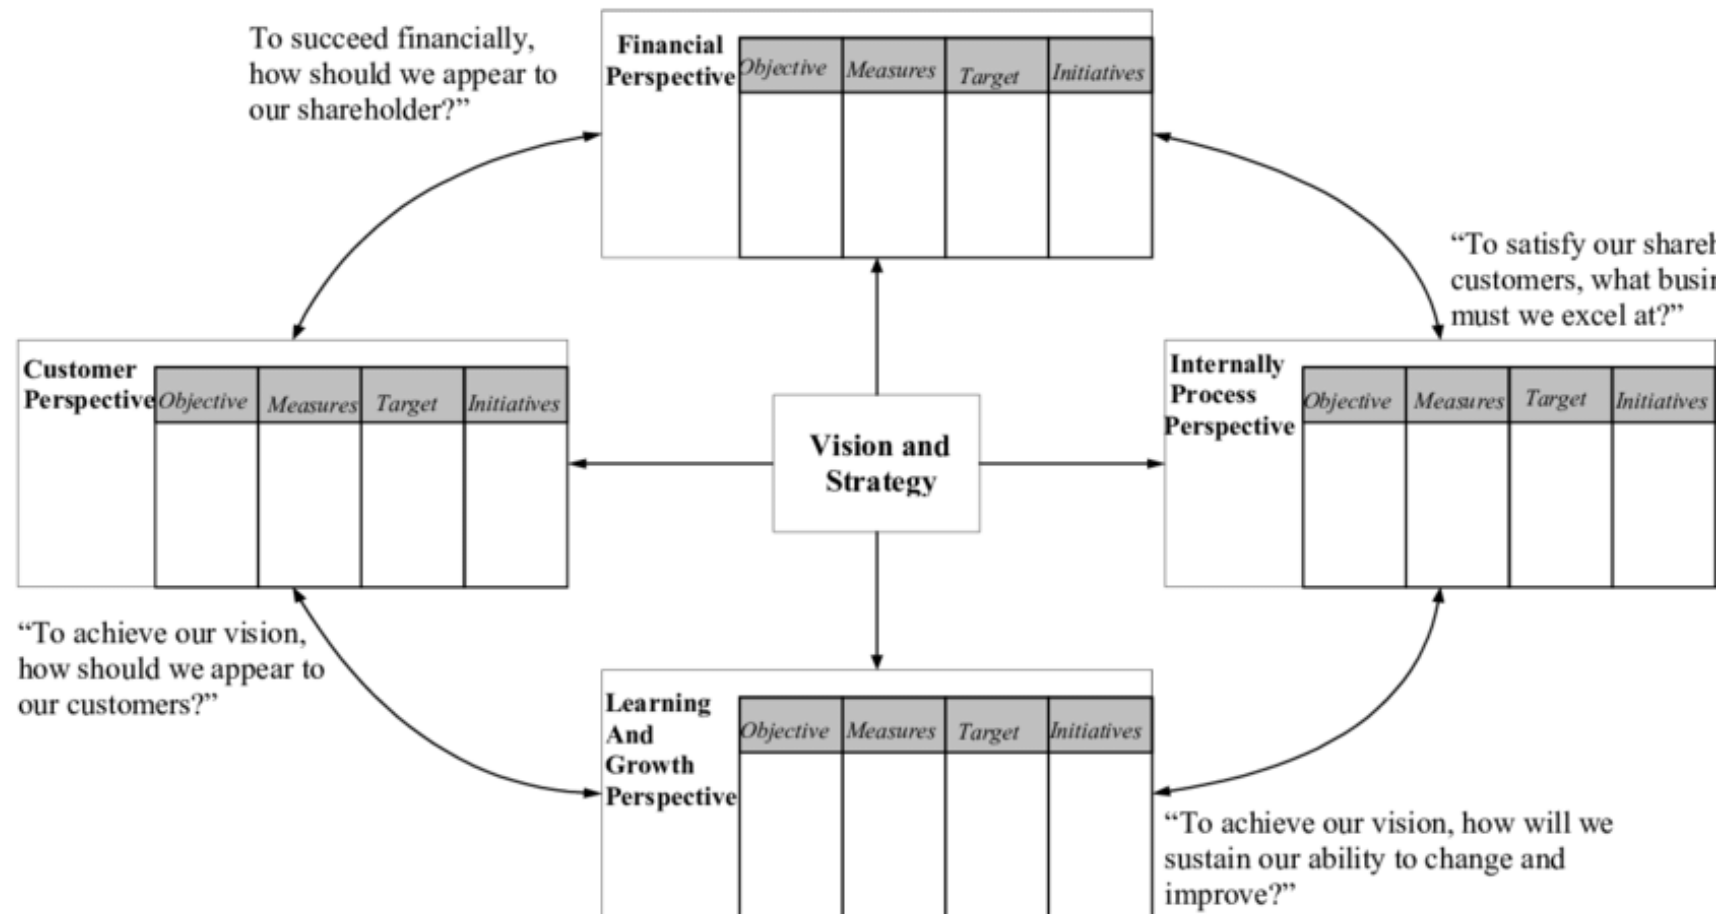 To succeed financially,
how should we appear to
our shareholder?”
Financial
Perspective
Objective Measures Target Initiatives
“To satisfy our
customers, what
must we excel at?”
Customer
Perspective
Objective Measures Target Initiatives
Vision and
Strategy
Internally
Process
Perspective
Objective Measures Target Initiatives
“To achieve our vision,
how should we appear to
our customers?”
Learning
And
Growth
Perspective
Objective Measures Target Initiatives
“To achieve our vision, how will we
sustain our ability to change and
improve?”